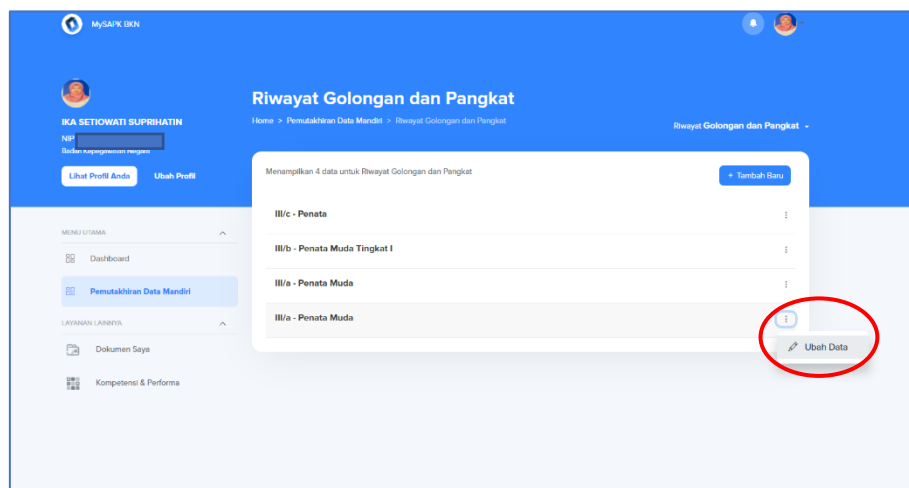 MySAPK BKN
IKA SETIOWATI SUPRIHATIN
NIP
Badan Kepegawaian Negara
Lihat Profil Anda
Ubah Profil
Riwayat Golongan dan Pangkat
Home > Pemutakhiran Data Mandiri > Riwayat Golongan dan Pangkat
Riwayat Golongan dan Pangkat
Menampilkan 4 data untuk Riwayat Golongan dan Pangkat
+ Tambah Baru
III/c - Penata
III/b - Penata Muda Tingkat I
III/a - Penata Muda
III/a - Penata Muda
Ubah Data
MENU UTAMA
Dashboard
Pemutakhiran Data Mandiri
LAYANAN LAINNYA
Dokumen Saya
Kompetensi & Performa